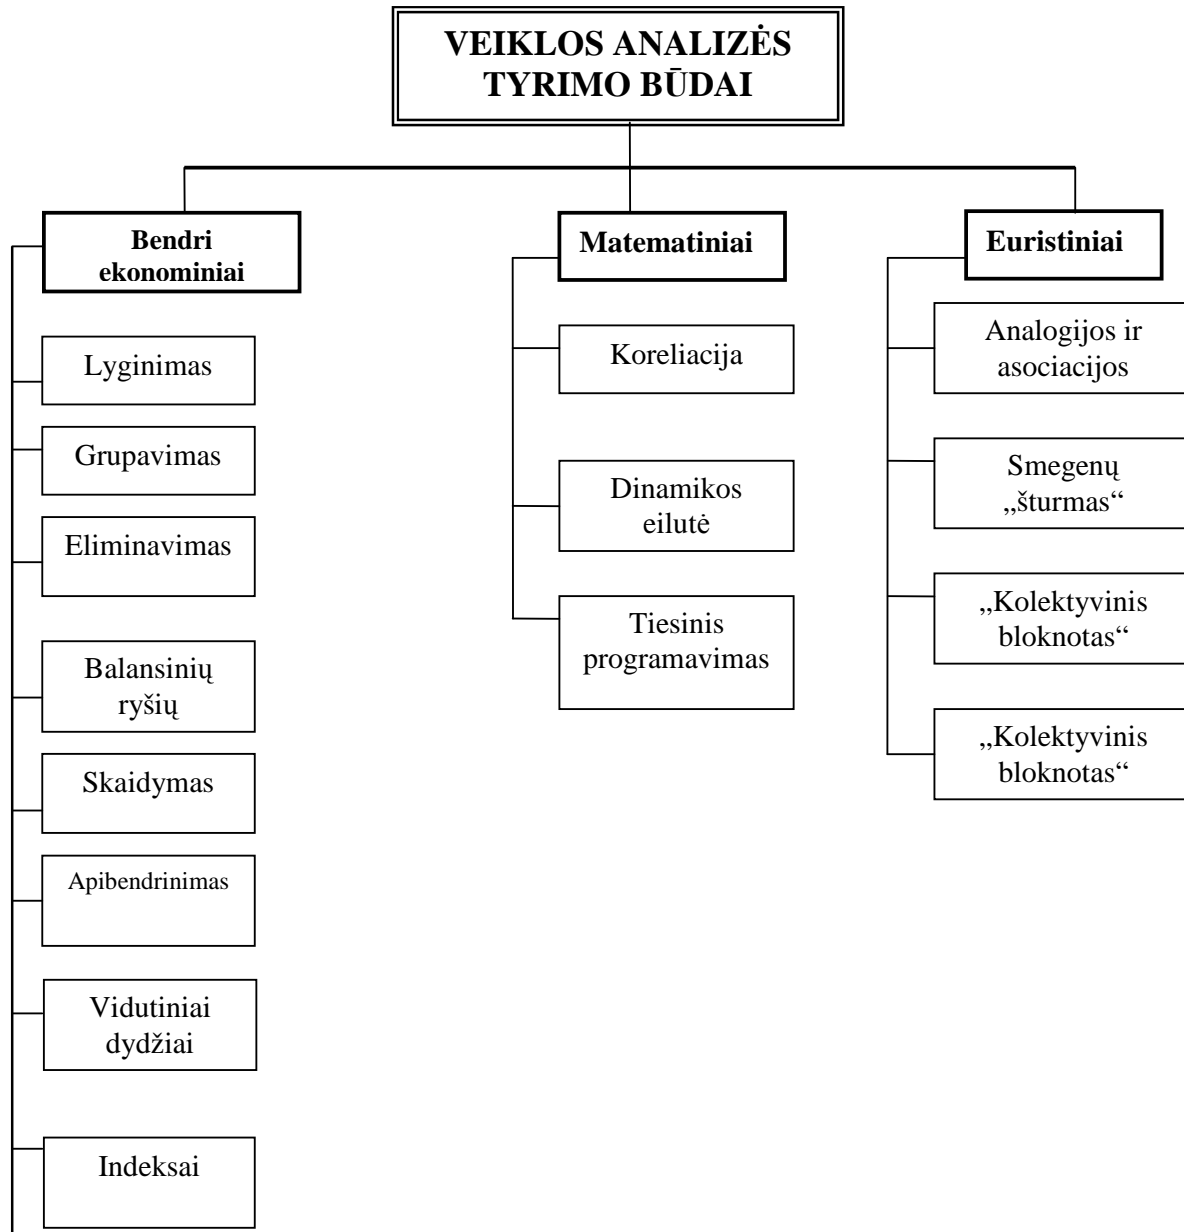 VEIKLOS ANALIZĖS
TYRIMO BŪDAI
Bendri
ekonominiai
Lyginimas
Grupavimas
Eliminavimas
Balansinių
ryšių
Skaidymas
Apibendrinimas
Vidutiniai
dydžiai
Indeksai
Matematiniai
Koreliacija
Dinamikos
eilutė
Tiesinis
programavimas
Euristiniai
Analogijos ir
asociacijos
Smegenų
„šturmas“
„Kolektyvinis
bloknotas“
„Kolektyvinis
bloknotas“